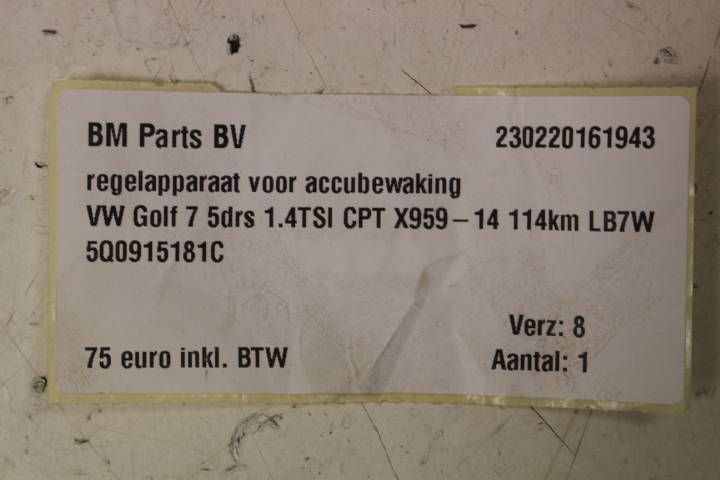 BM Parts BV 230220161943
regelapparaat voor accubewaking
VW Golf 7 5drs 1.4TSI CPT X959–14 114km LB7W
5Q0915181C
Verz: 8
75 euro inkl. BTW Aantal: 1